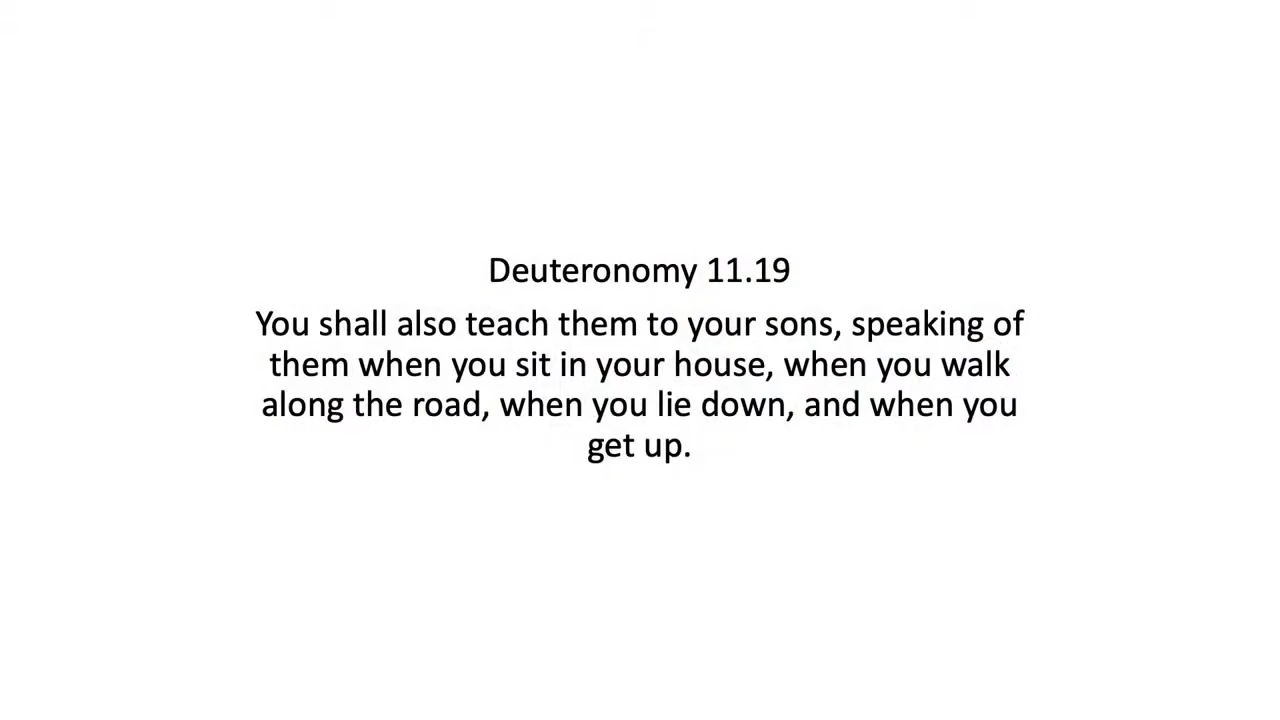 Deuteronomy 11.19
You shall also teach them to your sons, speaking of
them when you sit in your house, when you walk
along the road, when you lie down, and when you
get up.